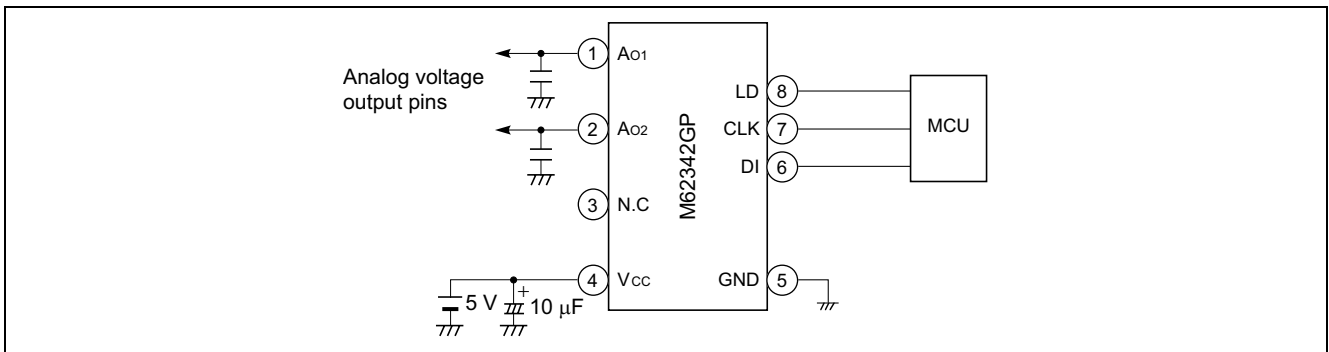 Analog voltage
output pins
1 AO1
2 AO2
3 N.C
4 VCC
5 V
+
10 μF
M62342GP
LD 8
CLK 7
DI 6
GND 5
MCU